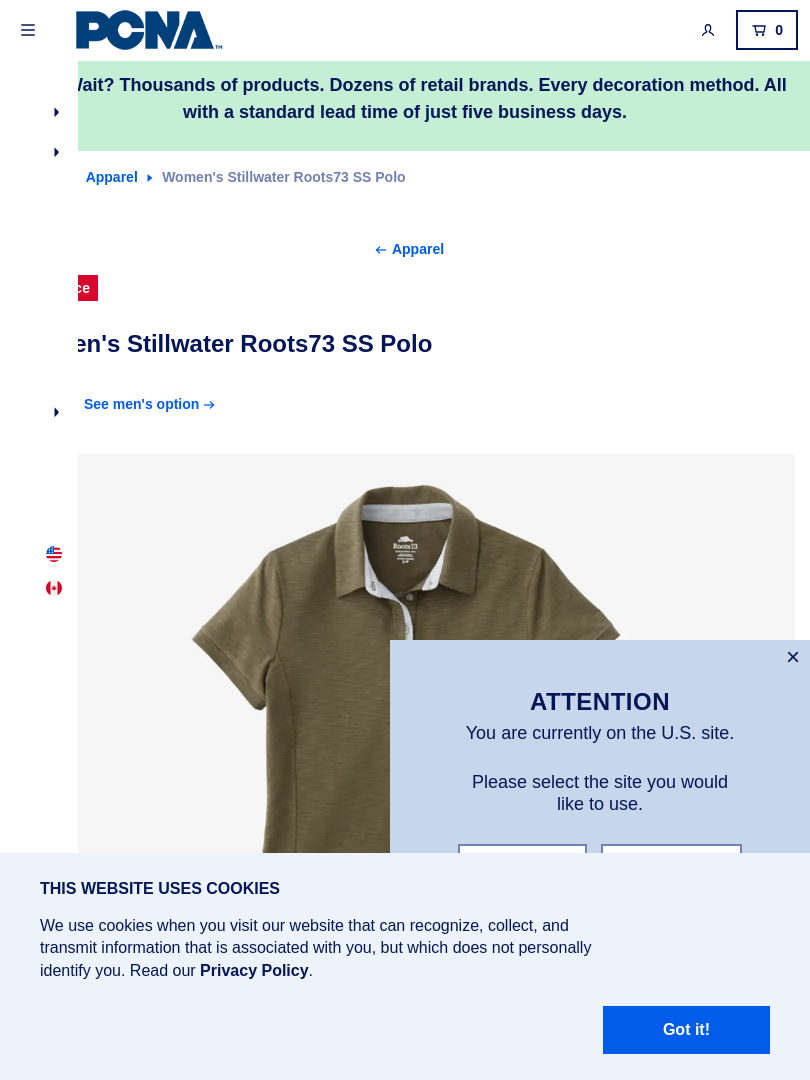 PCNA™
0
Wait? Thousands of products. Dozens of retail brands. Every decoration method. All
with a standard lead time of just five business days.
Apparel
Women's Stillwater Roots73 SS Polo
Apparel
en's Stillwater Roots73 SS Polo
See men's option
Roots73
ATTENTION
You are currently on the U.S. site.
Please select the site you would
like to use.
THIS WEBSITE USES COOKIES
We use cookies when you visit our website that can recognize, collect, and
transmit information that is associated with you, but which does not personally
identify you. Read our Privacy Policy.
Got it!